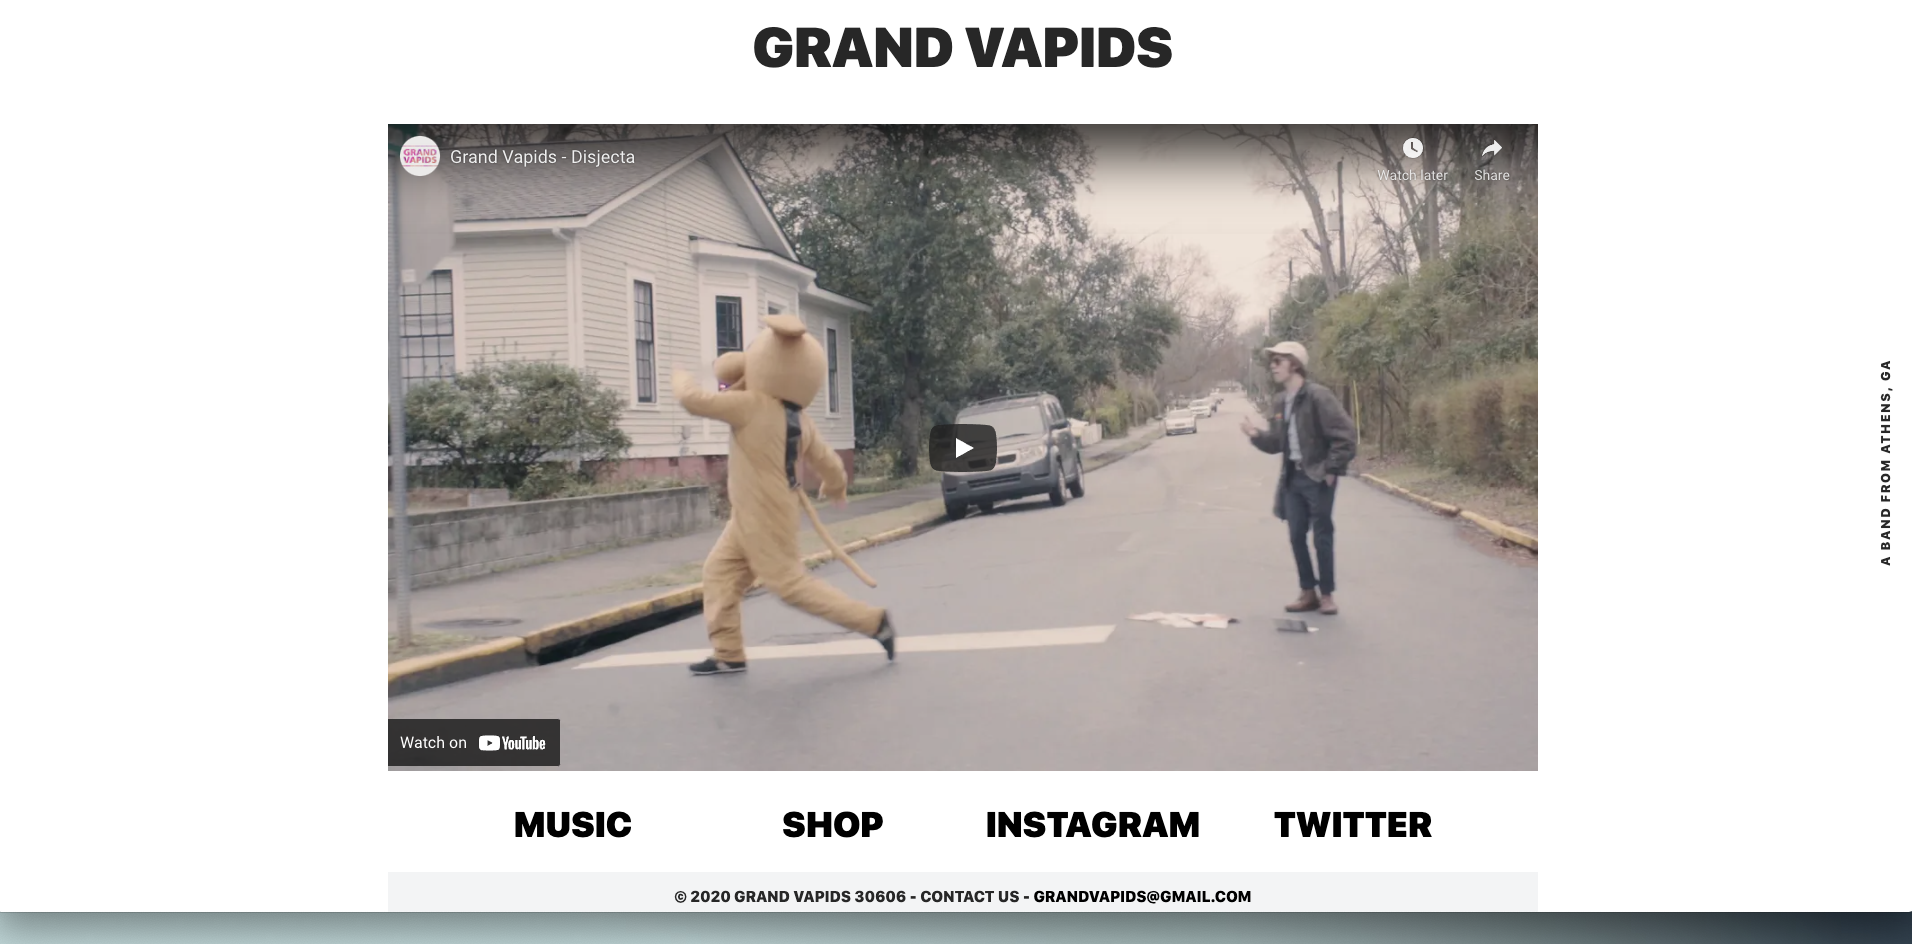 GRAND VAPIDS
GRAND
VAPIDS
Grand Vapids - Disjecta
Watch later
Share
A BAND FROM ATHENS, GA
Watch on YouTube
MUSIC
SHOP
INSTAGRAM
TWITTER
© 2020 GRAND VAPIDS 30606 - CONTACT US - GRANDVAPIDS@GMAIL.COM